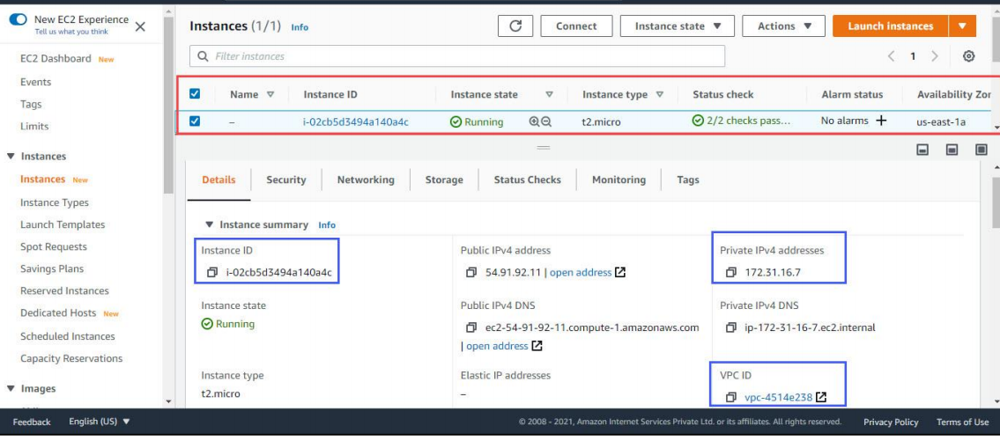 New EC2 Experience
Tell us what you think
EC2 Dashboard New
Events
Tags
Limits
Instances
Instances New
Instance Types
Launch Templates
Spot Requests
Savings Plans
Reserved Instances
Dedicated Hosts New
Scheduled Instances
Capacity Reservations
Images
Instances (1/1) Info
Connect
Instance state
Actions
Launch instances
Filter instances
1
Name Instance ID Instance state Instance type Status check Alarm status Availability Zon
– i-02cb5d3494a140a4c Running t2.micro 2/2 checks pass... No alarms + us-east-1a
Details Security Networking Storage Status Checks Monitoring Tags
Instance summary Info
Instance ID
i-02cb5d3494a140a4c
Public IPv4 address
54.91.92.11 | open address
Private IPv4 addresses
172.31.16.7
Instance state
Running
Public IPv4 DNS
ec2-54-91-92-11.compute-1.amazonaws.com
| open address
Private IPv4 DNS
ip-172-31-16-7.ec2.internal
Instance type
t2.micro
Elastic IP addresses
–
VPC ID
vpc-4514e238
Feedback English (US) © 2008 - 2021, Amazon Internet Services Private Ltd. or its affiliates. All rights reserved. Privacy Policy Terms of Use